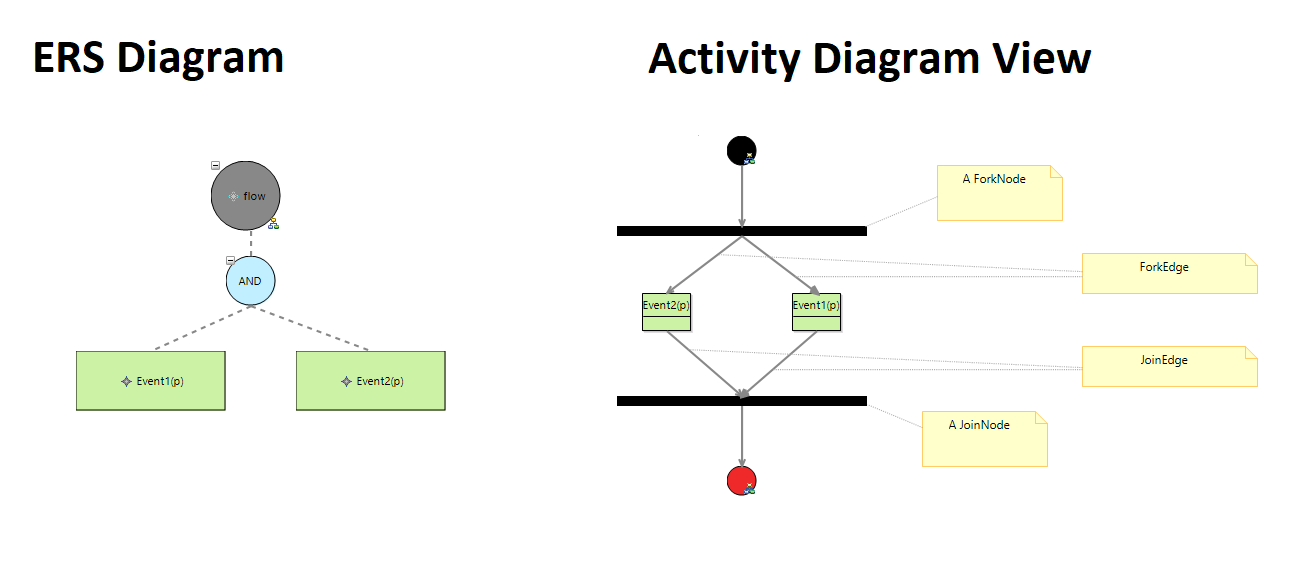 ERS Diagram
Activity Diagram View
flow
AND
Event1(p)
Event2(p)
A ForkNode
ForkEdge
Event2(p)
Event1(p)
JoinEdge
A JoinNode